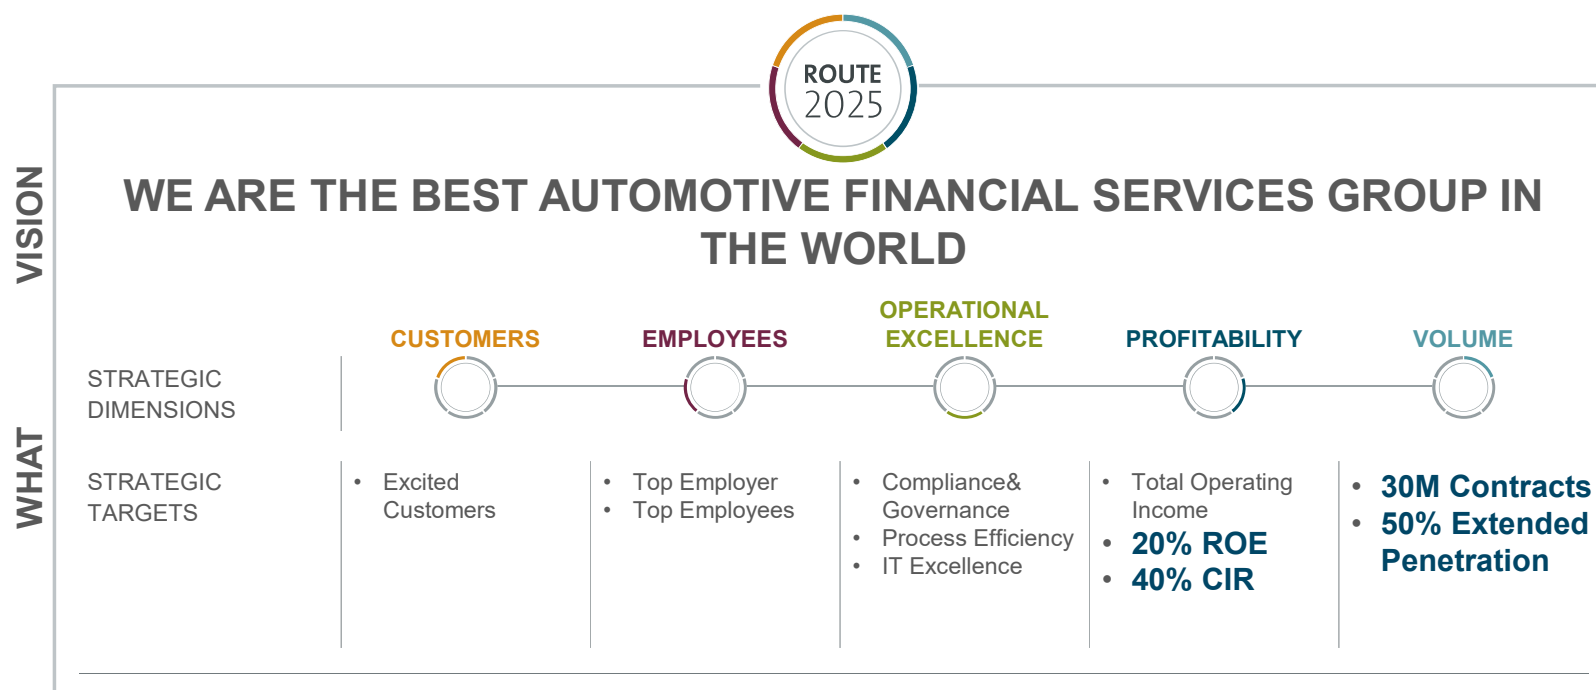 ROUTE
2025
VISION
WE ARE THE BEST AUTOMOTIVE FINANCIAL SERVICES GROUP IN
THE WORLD
WHAT
STRATEGIC
DIMENSIONS
CUSTOMERS
EMPLOYEES
OPERATIONAL
EXCELLENCE
PROFITABILITY
VOLUME
STRATEGIC
TARGETS
• Excited
Customers
• Top Employer
• Top Employees
• Compliance&
Governance
• Process Efficiency
• IT Excellence
• Total Operating
Income
• 20% ROE
• 40% CIR
• 30M Contracts
• 50% Extended
Penetration